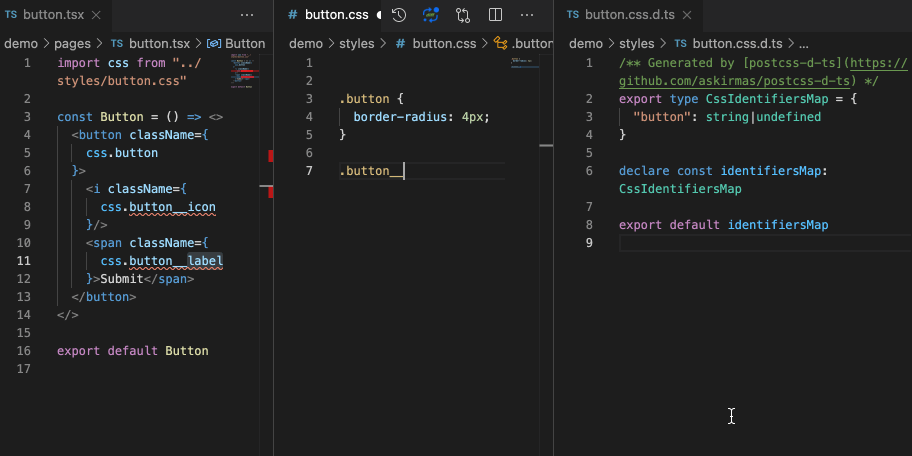 TS button.tsx × ...
demo > pages > TS button.tsx > Button
1 import css from "../
styles/button.css"
2
3 const Button = () => <>
4 <button className={
5 css.button
6 }>
7 <i className={
8 css.button__icon
9 }/>
10 <span className={
11 css.button__label
12 }>Submit</span>
13 </button>
14 </>
15
16 export default Button
17
# button.css ● ...
demo > styles > # button.css > .button
1
2
3 .button {
4 border-radius: 4px;
5 }
6
7 .button__
TS button.css.d.ts ×
demo > styles > TS button.css.d.ts > ...
1 /** Generated by [postcss-d-ts](https://
github.com/askirmas/postcss-d-ts) */
2 export type CssIdentifiersMap = {
3 "button": string|undefined
4 }
5
6 declare const identifiersMap:
CssIdentifiersMap
7
8 export default identifiersMap
9